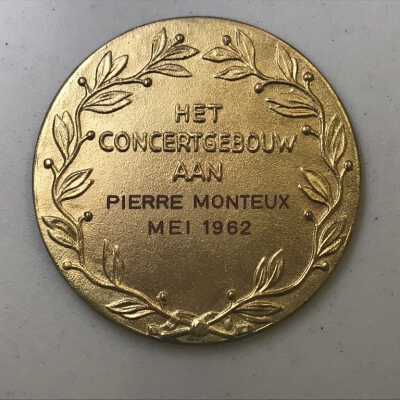 HET
CONCERTGEBOUW
AAN
PIERRE MONTEUX
MEI 1962